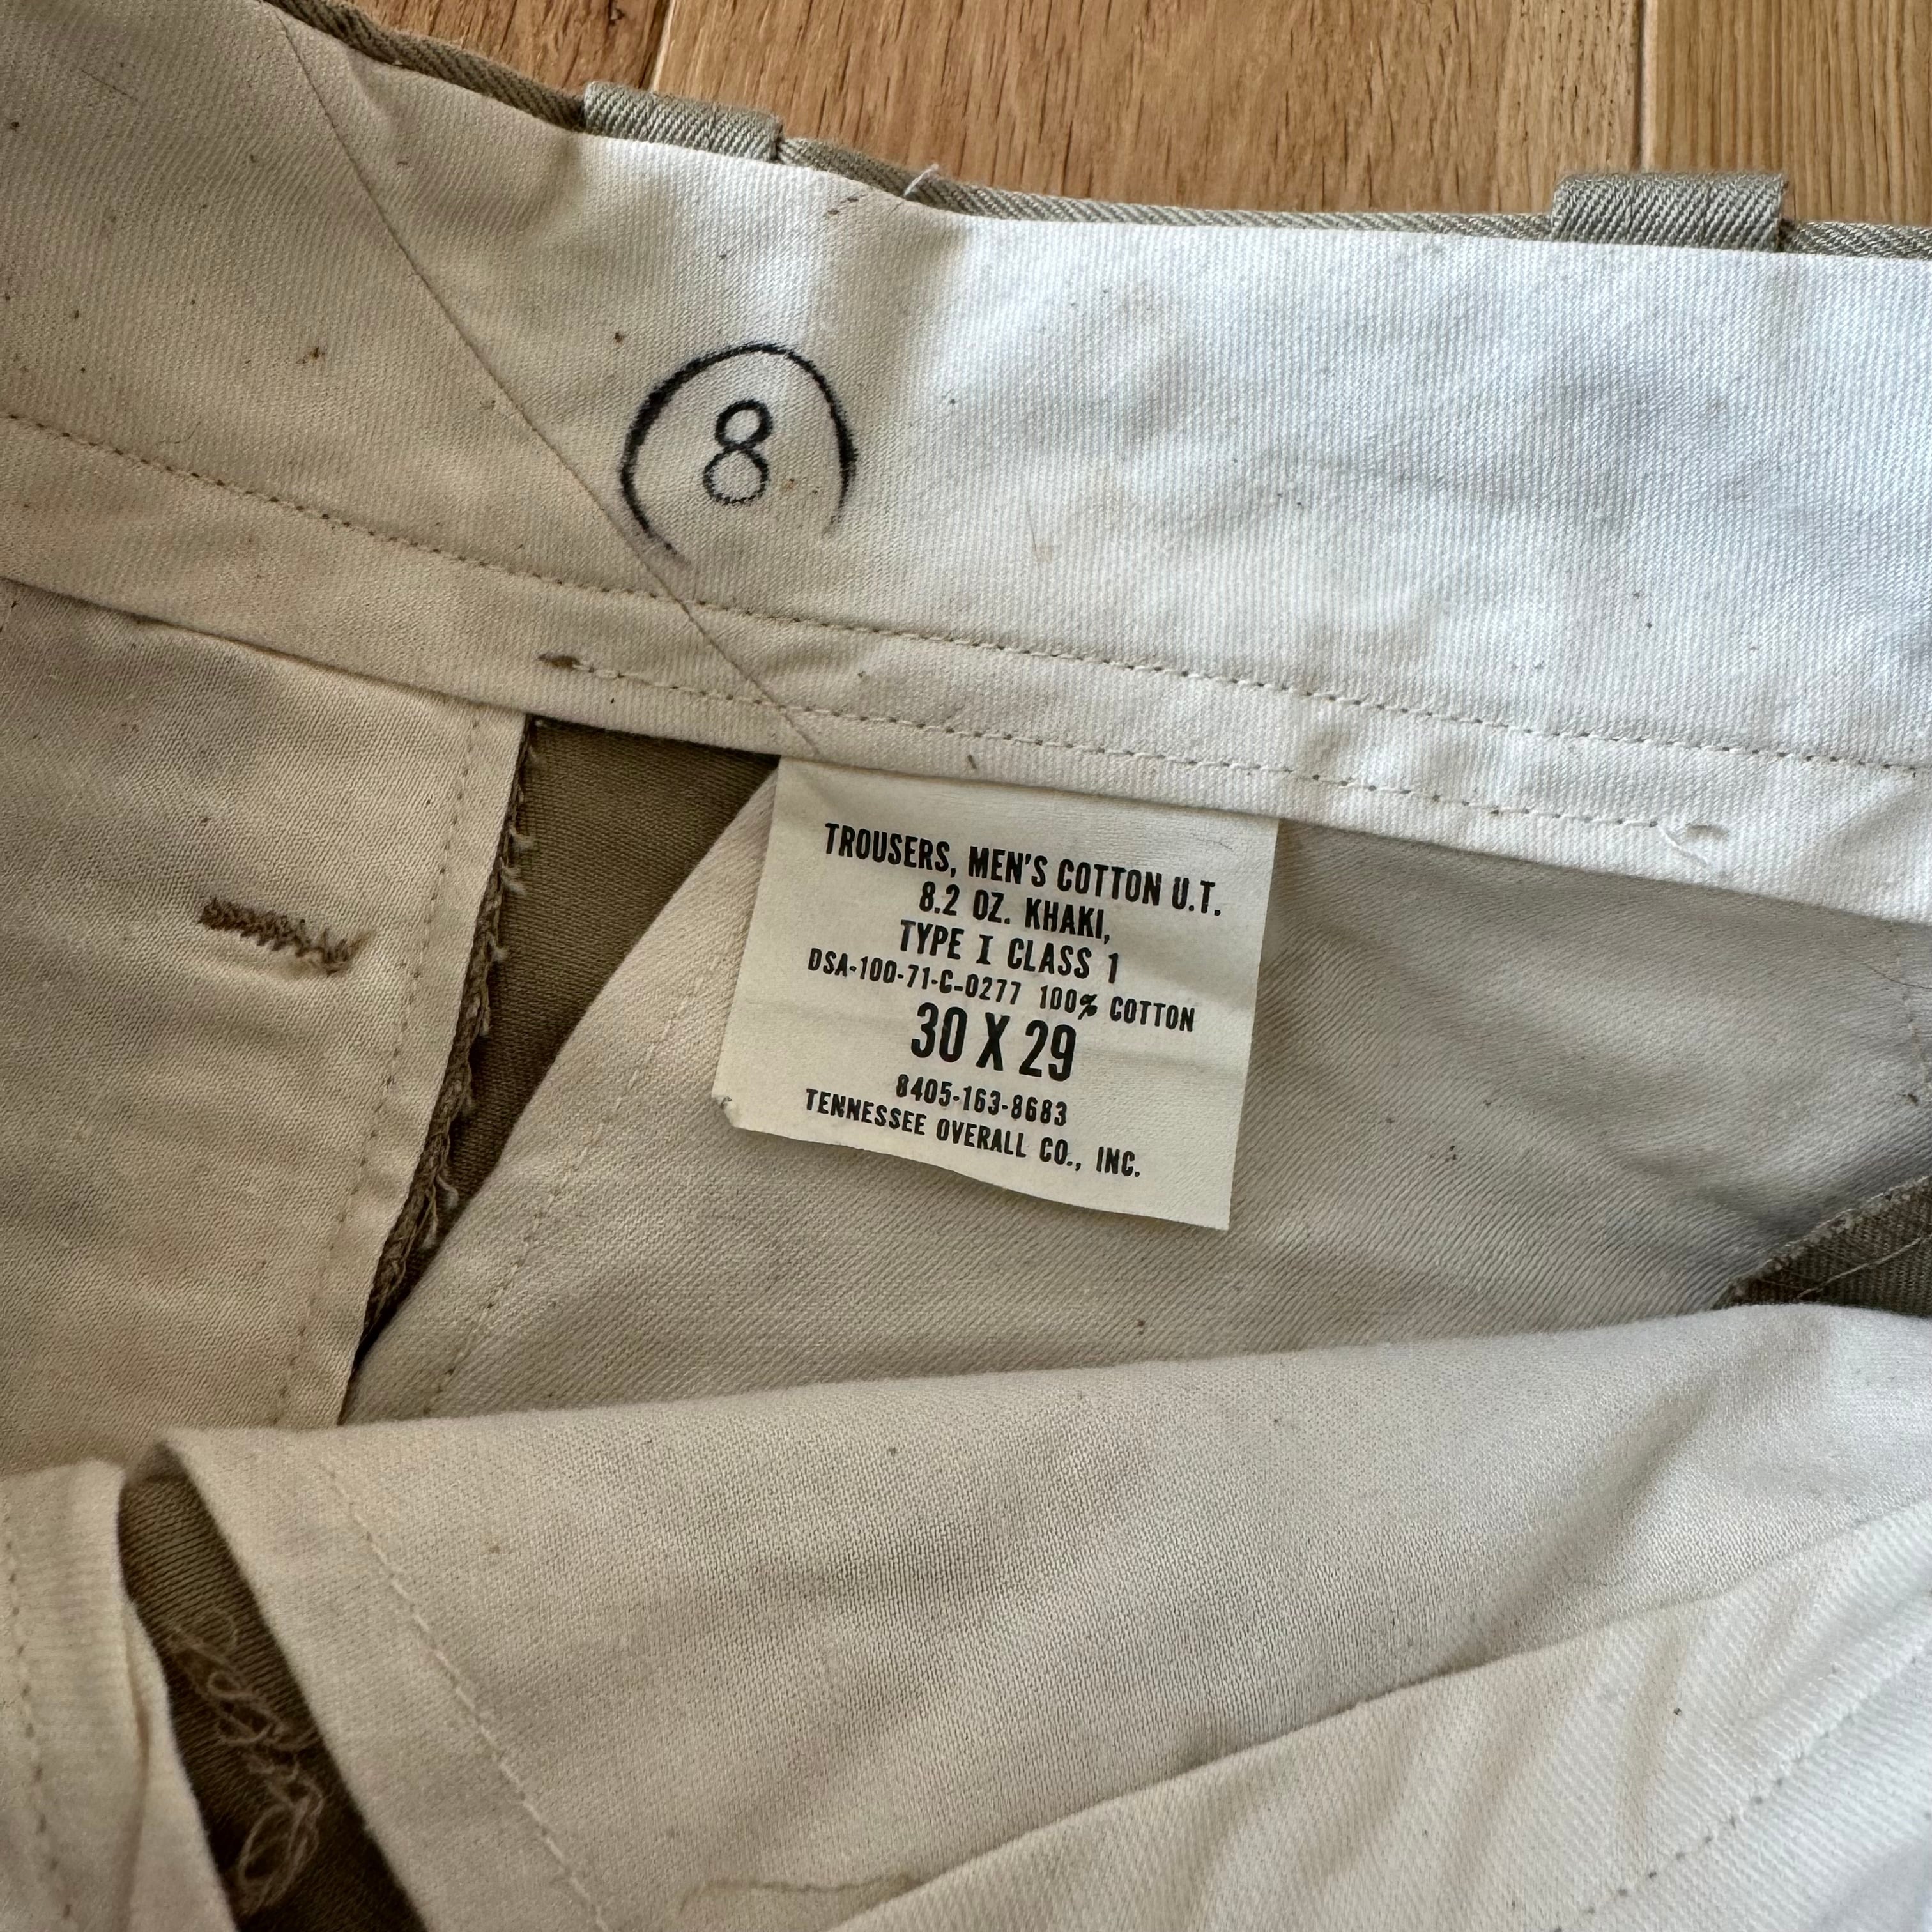 8
TROUSERS, MEN'S COTTON U.T.
8.2 OZ. KHAKI,
TYPE I CLASS 1
DSA-100-71-C-0277 100% COTTON
30 X 29
8405-163-8683
TENNESSEE OVERALL CO., INC.